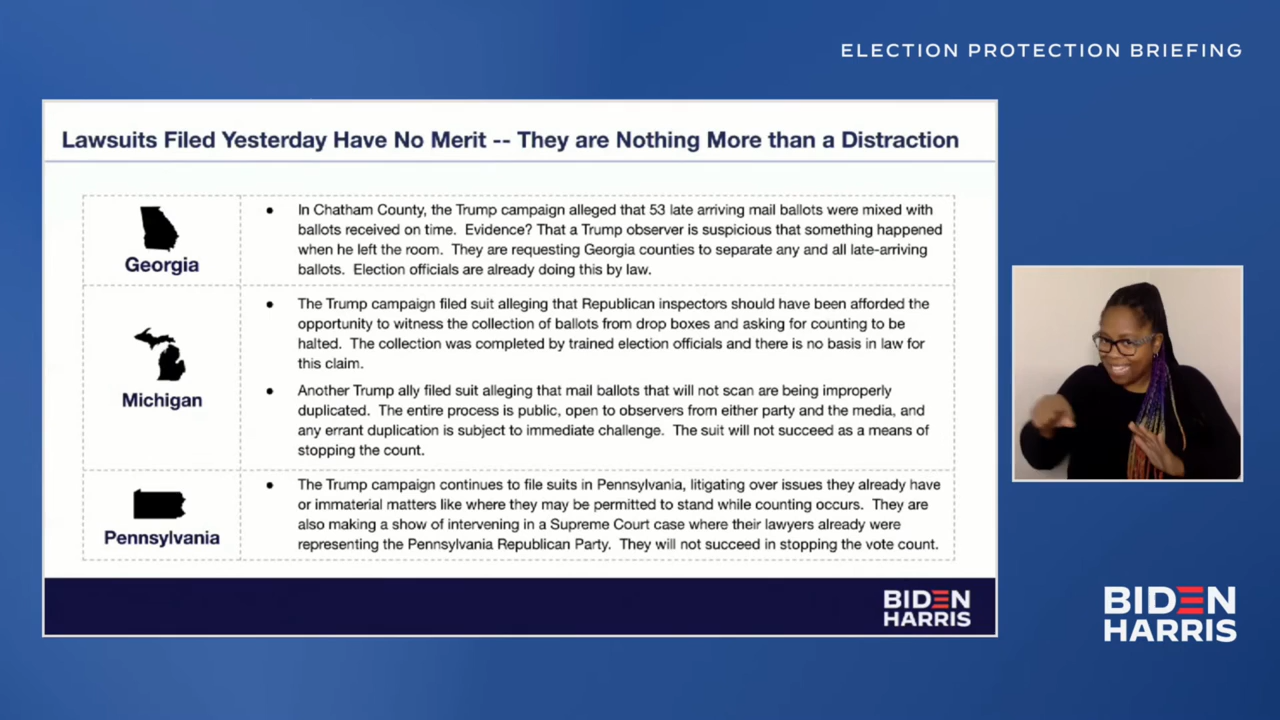 ELECTION PROTECTION BRIEFING
Lawsuits Filed Yesterday Have No Merit -- They are Nothing More than a Distraction
Georgia
• In Chatham County, the Trump campaign alleged that 53 late arriving mail ballots were mixed with
ballots received on time. Evidence? That a Trump observer is suspicious that something happened
when he left the room. They are requesting Georgia counties to separate any and all late-arriving
ballots. Election officials are already doing this by law.
Michigan
• The Trump campaign filed suit alleging that Republican inspectors should have been afforded the
opportunity to witness the collection of ballots from drop boxes and asking for counting to be
halted. The collection was completed by trained election officials and there is no basis in law for
this claim.
• Another Trump ally filed suit alleging that mail ballots that will not scan are being improperly
duplicated. The entire process is public, open to observers from either party and the media, and
any errant duplication is subject to immediate challenge. The suit will not succeed as a means of
stopping the count.
Pennsylvania
• The Trump campaign continues to file suits in Pennsylvania, litigating over issues they already have
or immaterial matters like where they may be permitted to stand while counting occurs. They are
also making a show of intervening in a Supreme Court case where their lawyers already were
representing the Pennsylvania Republican Party. They will not succeed in stopping the vote count.
BIDEN
HARRIS
BIDEN
HARRIS